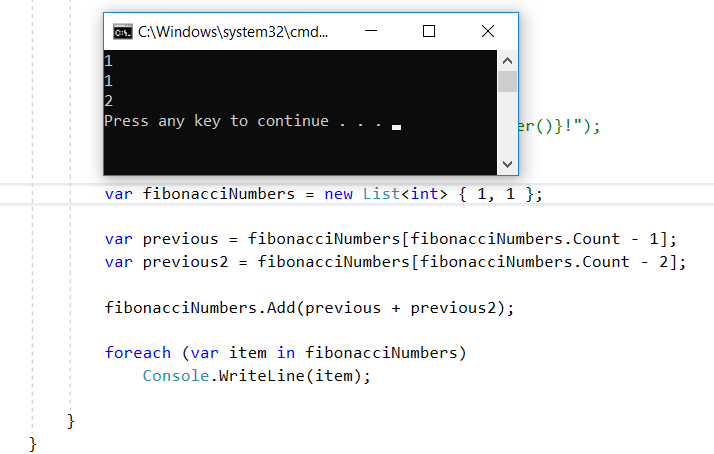 C:\Windows\system32\cmd...
1
1
2
Press any key to continue . . .
er()}!");
var fibonacciNumbers = new List<int> { 1, 1 };
var previous = fibonacciNumbers[fibonacciNumbers.Count - 1];
var previous2 = fibonacciNumbers[fibonacciNumbers.Count - 2];
fibonacciNumbers.Add(previous + previous2);
foreach (var item in fibonacciNumbers)
Console.WriteLine(item);
}
}